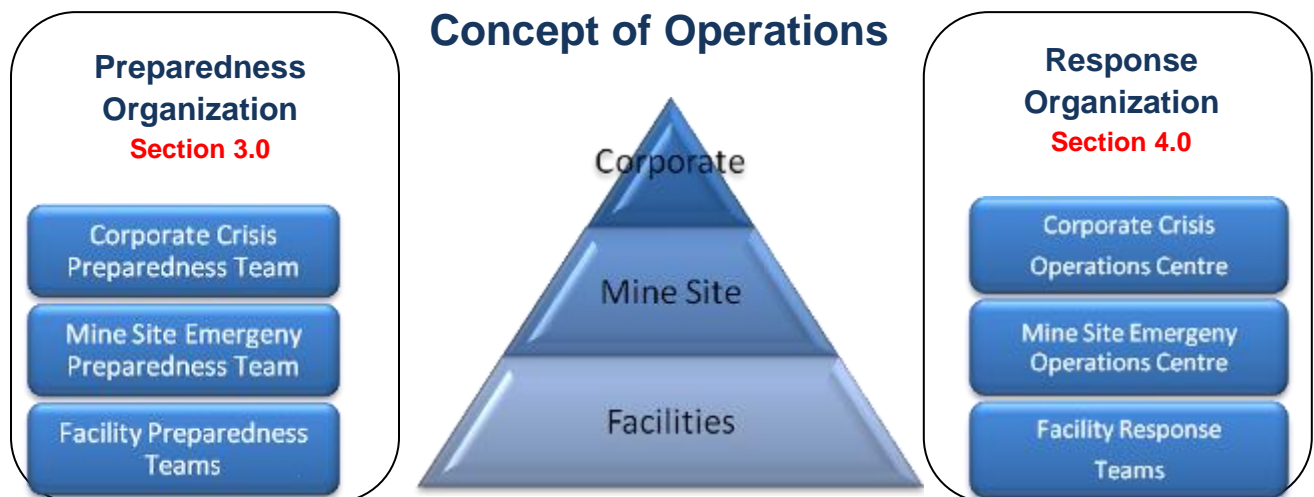 Concept of Operations
Preparedness
Organization
Section 3.0
Corporate Crisis
Preparedness Team
Mine Site Emergeny
Preparedness Team
Facility Preparedness
Teams
Corporate
Mine Site
Facilities
Response
Organization
Section 4.0
Corporate Crisis
Operations Centre
Mine Site Emergeny
Operations Centre
Facility Response
Teams